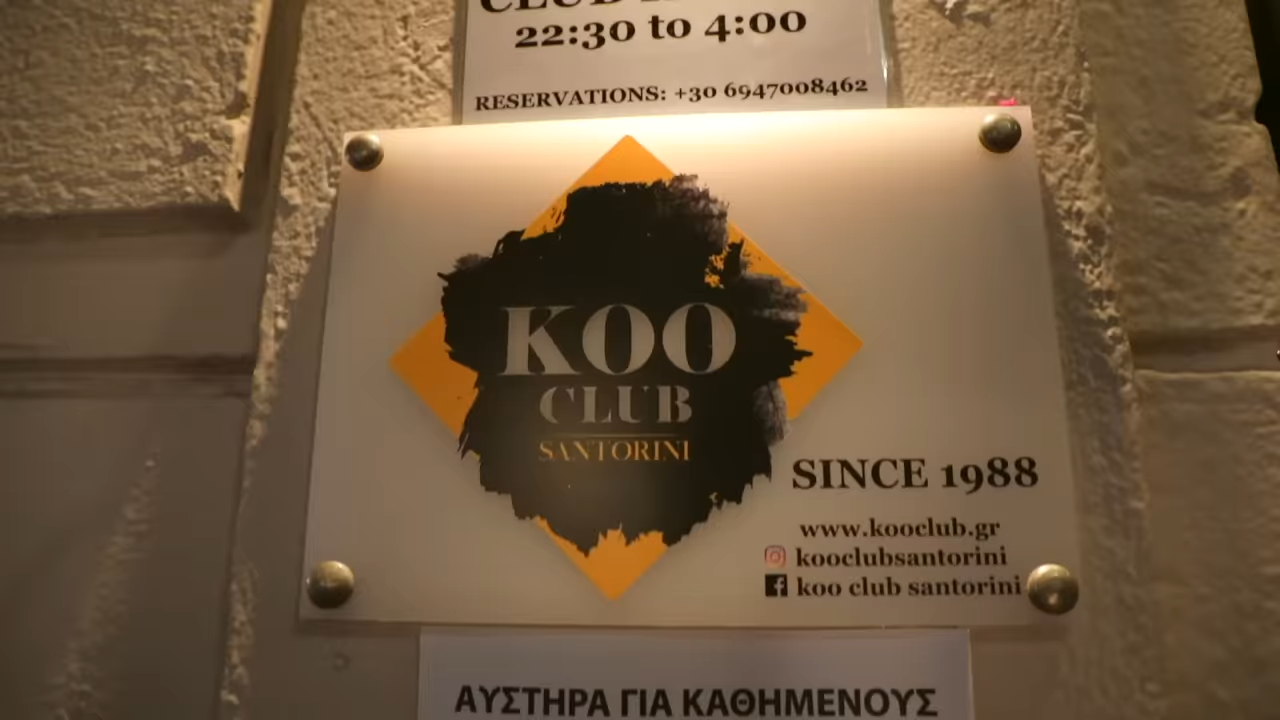 CLUB
22:30 to 4:00
RESERVATIONS: +30 6947008462
KOO
CLUB
SANTORINI
SINCE 1988
www.kooclub.gr
kooclubsantorini
koo club santorini
ΑΥΣΤΗΡΑ ΓΙΑ ΚΑΘΗΜΕΝΟΥΣ